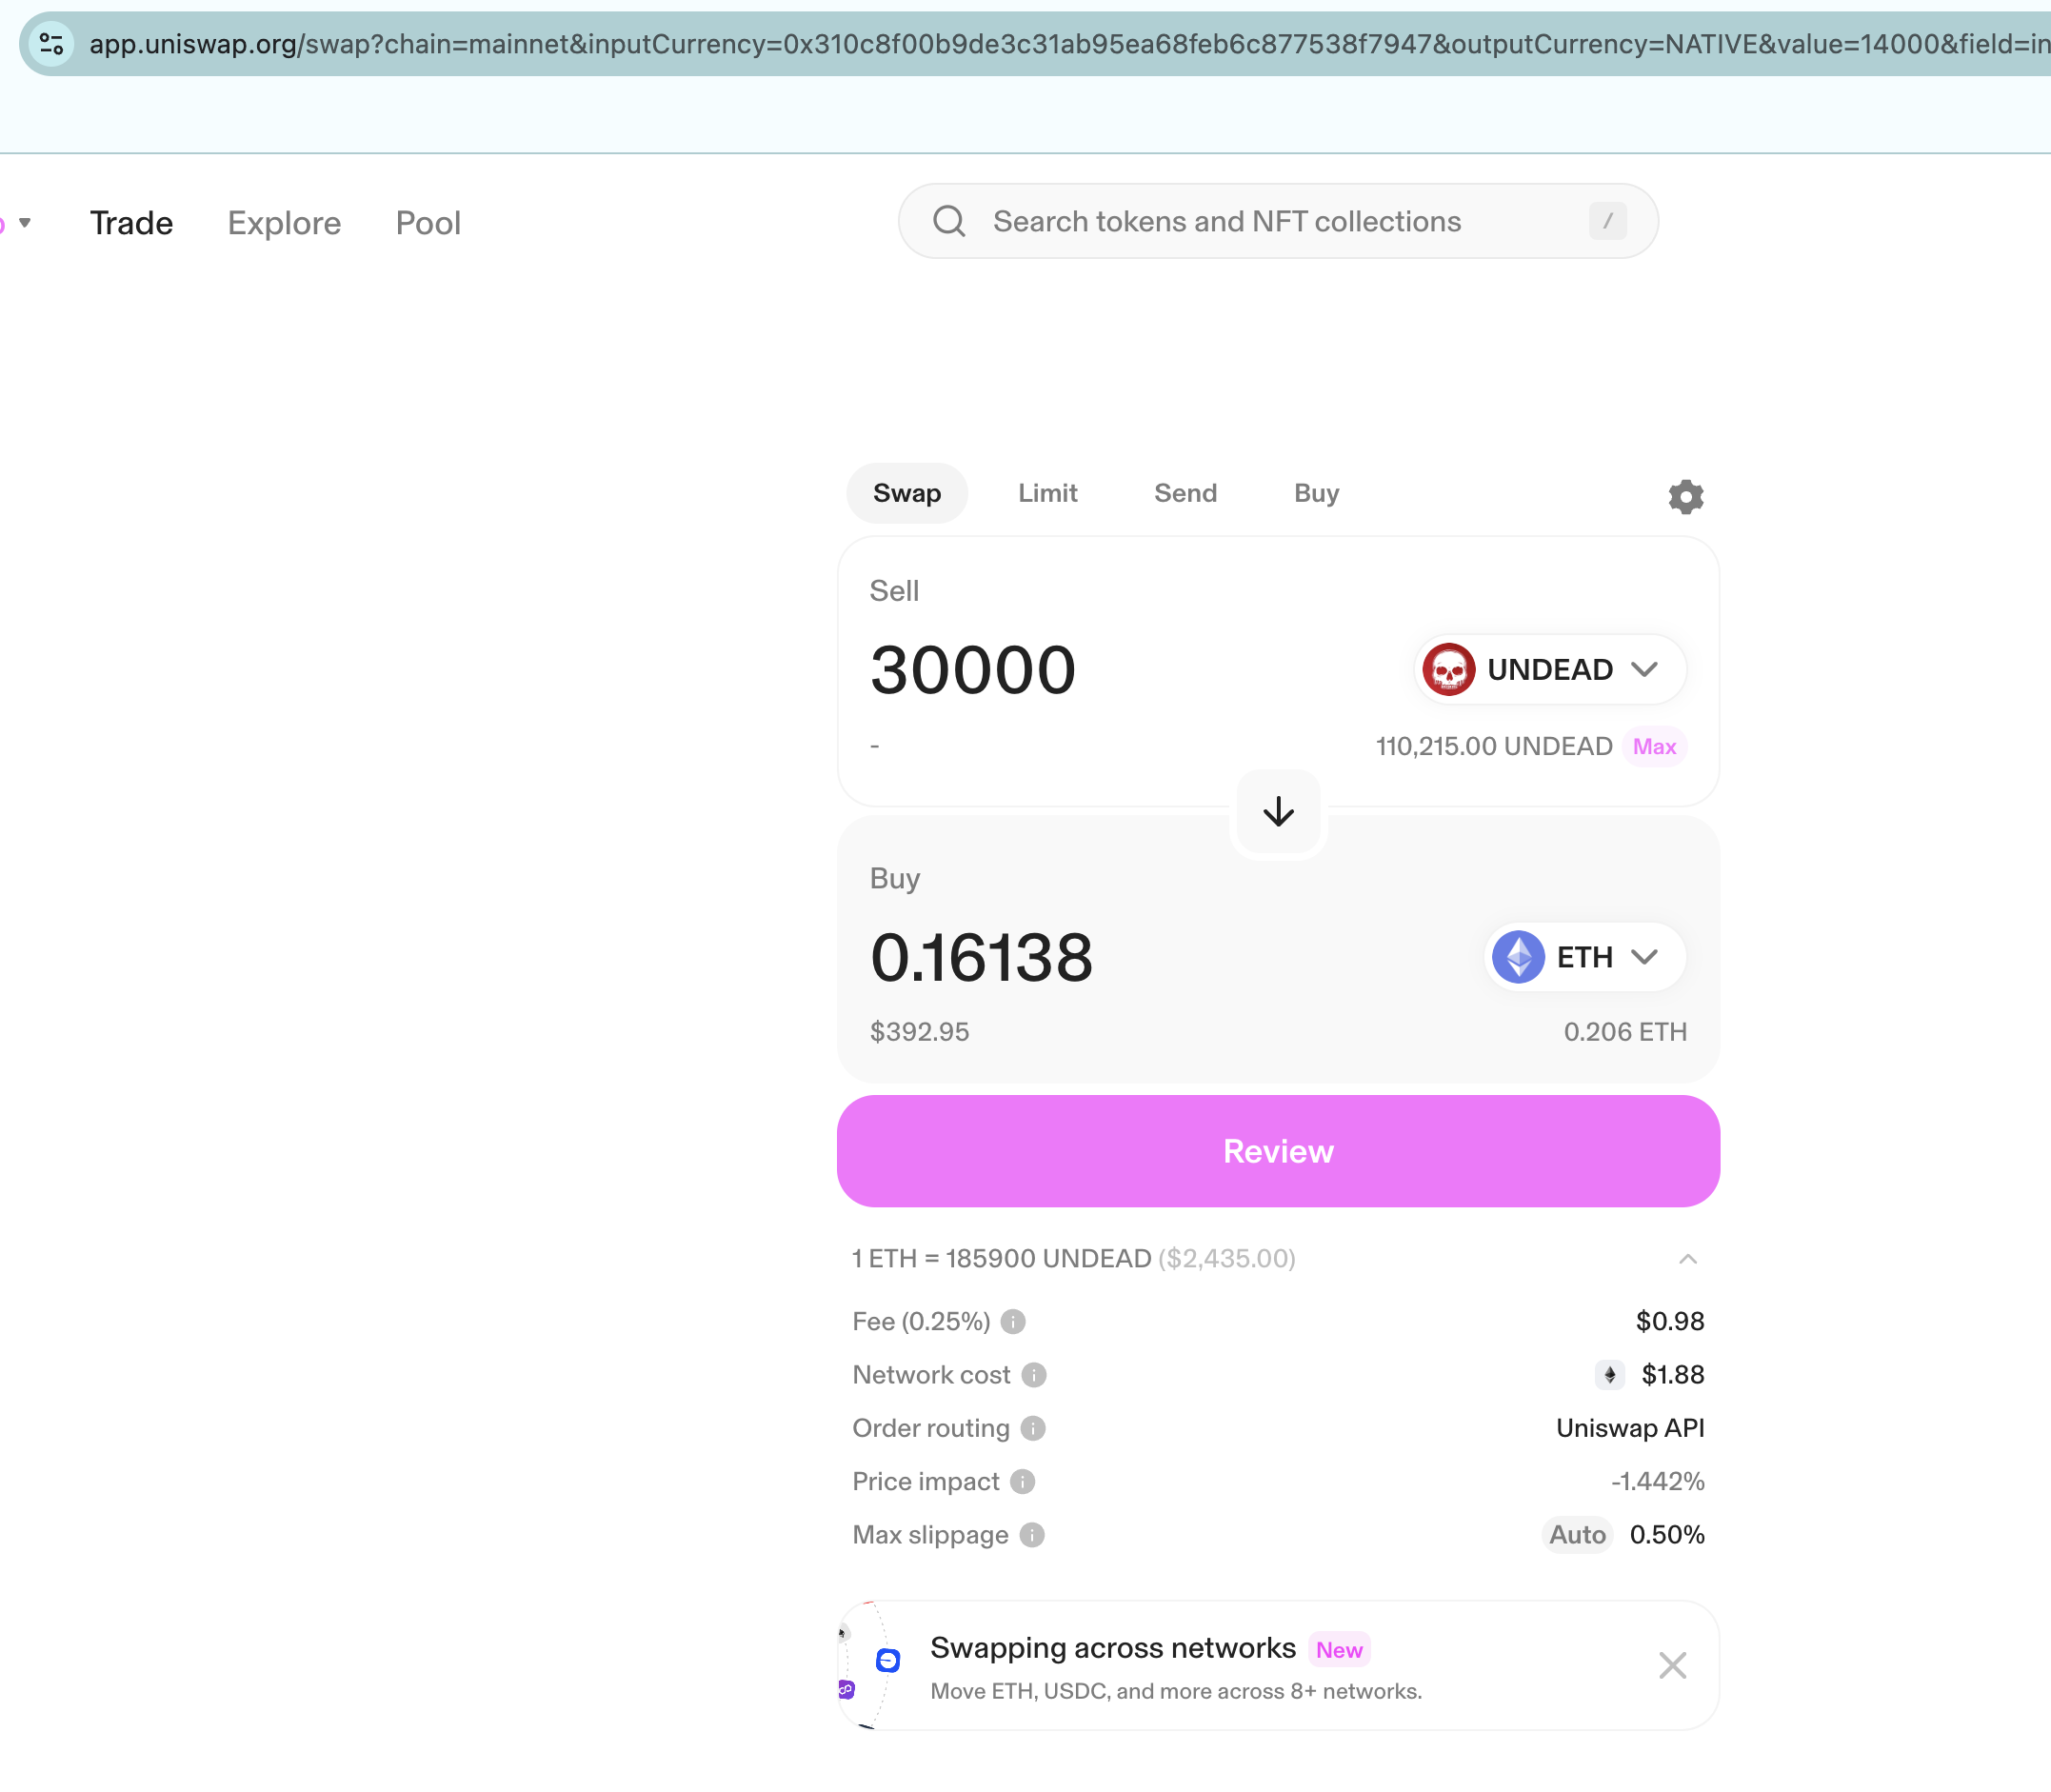 app.uniswap.org/swap?chain=mainnet&inputCurrency=0x310c8f00b9de3c31ab95ea68feb6c877538f7947&outputCurrency=NATIVE&value=14000&field=in
Trade Explore Pool
Search tokens and NFT collections /
Swap Limit Send Buy
Sell
30000 UNDEAD
- 110,215.00 UNDEAD Max
Buy
0.16138 ETH
$392.95 0.206 ETH
Review
1 ETH = 185900 UNDEAD ($2,435.00)
Fee (0.25%) $0.98
Network cost $1.88
Order routing Uniswap API
Price impact -1.442%
Max slippage Auto 0.50%
Swapping across networks New
Move ETH, USDC, and more across 8+ networks.